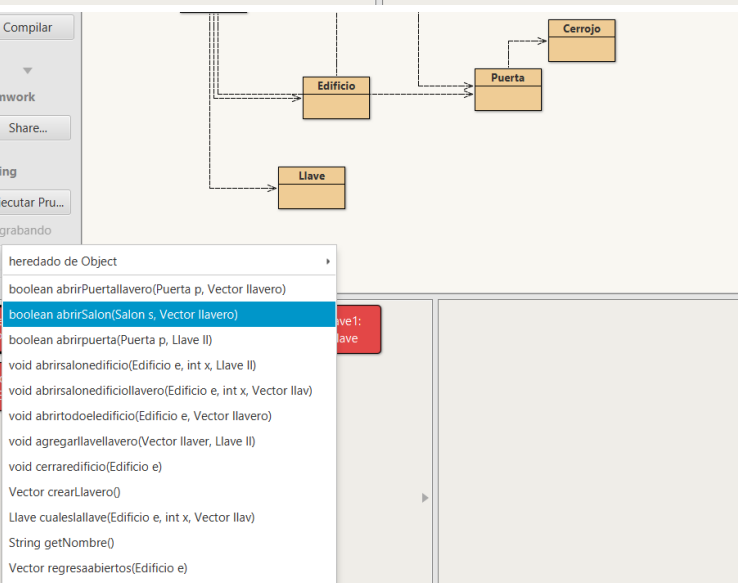 Compilar
Cerrojo
Puerta
Edificio
nwork
Share...
ing
Llave
jecutar Pru...
grabando
heredado de Object
boolean abrirPuertallavero(Puerta p, Vector llavero)
boolean abrirSalon(Salon s, Vector llavero)
ave1:
boolean abrirpuerta(Puerta p, Llave ll)
lave
void abrirsalonedificio(Edificio e, int x, Llave ll)
void abrirsalonedificiollavero(Edificio e, int x, Vector llav)
void abrirtodoeledificio(Edificio e, Vector llavero)
void agregarllavellavero(Vector llaver, Llave ll)
void cerraredificio(Edificio e)
Vector crearLlavero()
Llave cualeslallave(Edificio e, int x, Vector llav)
String getNombre()
Vector regresaabiertos(Edificio e)